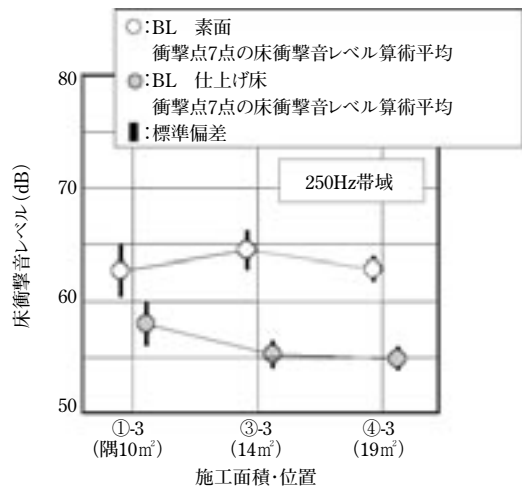 ○:BL 素面
衝撃点7点の床衝撃音レベル算術平均
●:BL 仕上げ床
衝撃点7点の床衝撃音レベル算術平均
▮:標準偏差
250Hz帯域
床衝撃音レベル(dB)
80
70
60
50
①-3
(隅10㎡)
③-3
(14㎡)
④-3
(19㎡)
施工面積・位置